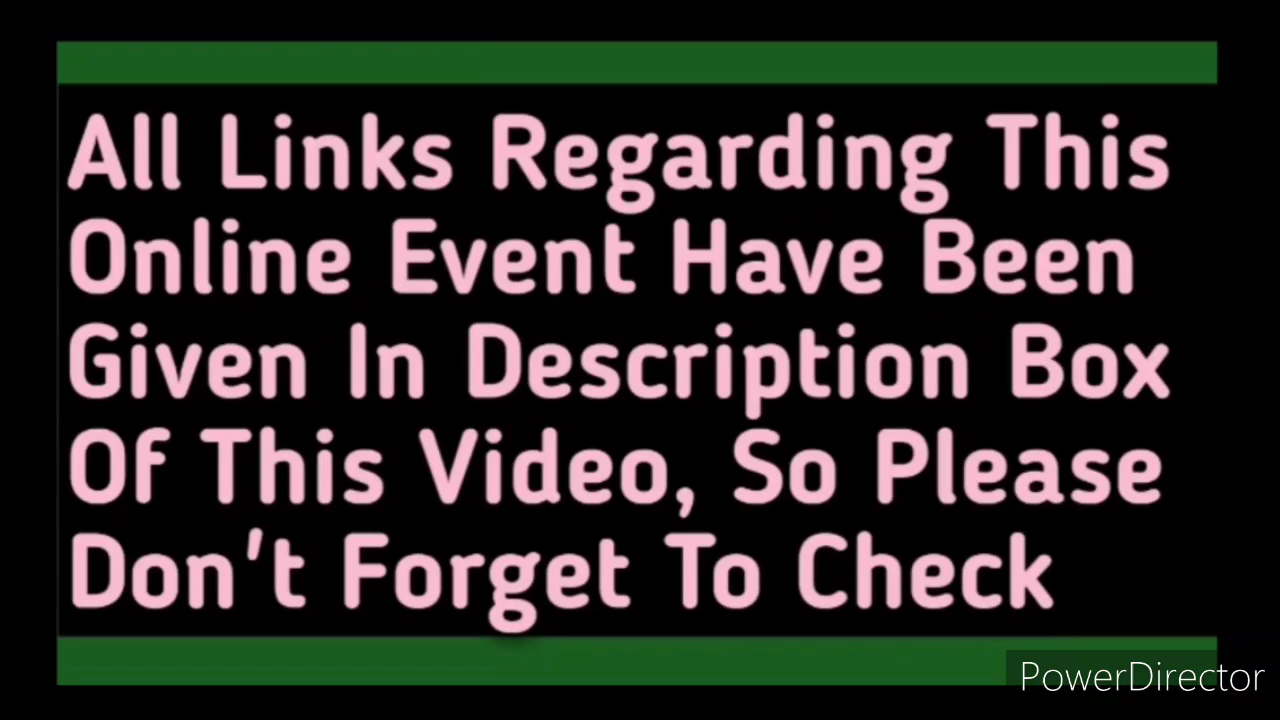 All Links Regarding This
Online Event Have Been
Given In Description Box
Of This Video, So Please
Don't Forget To Check
PowerDirector